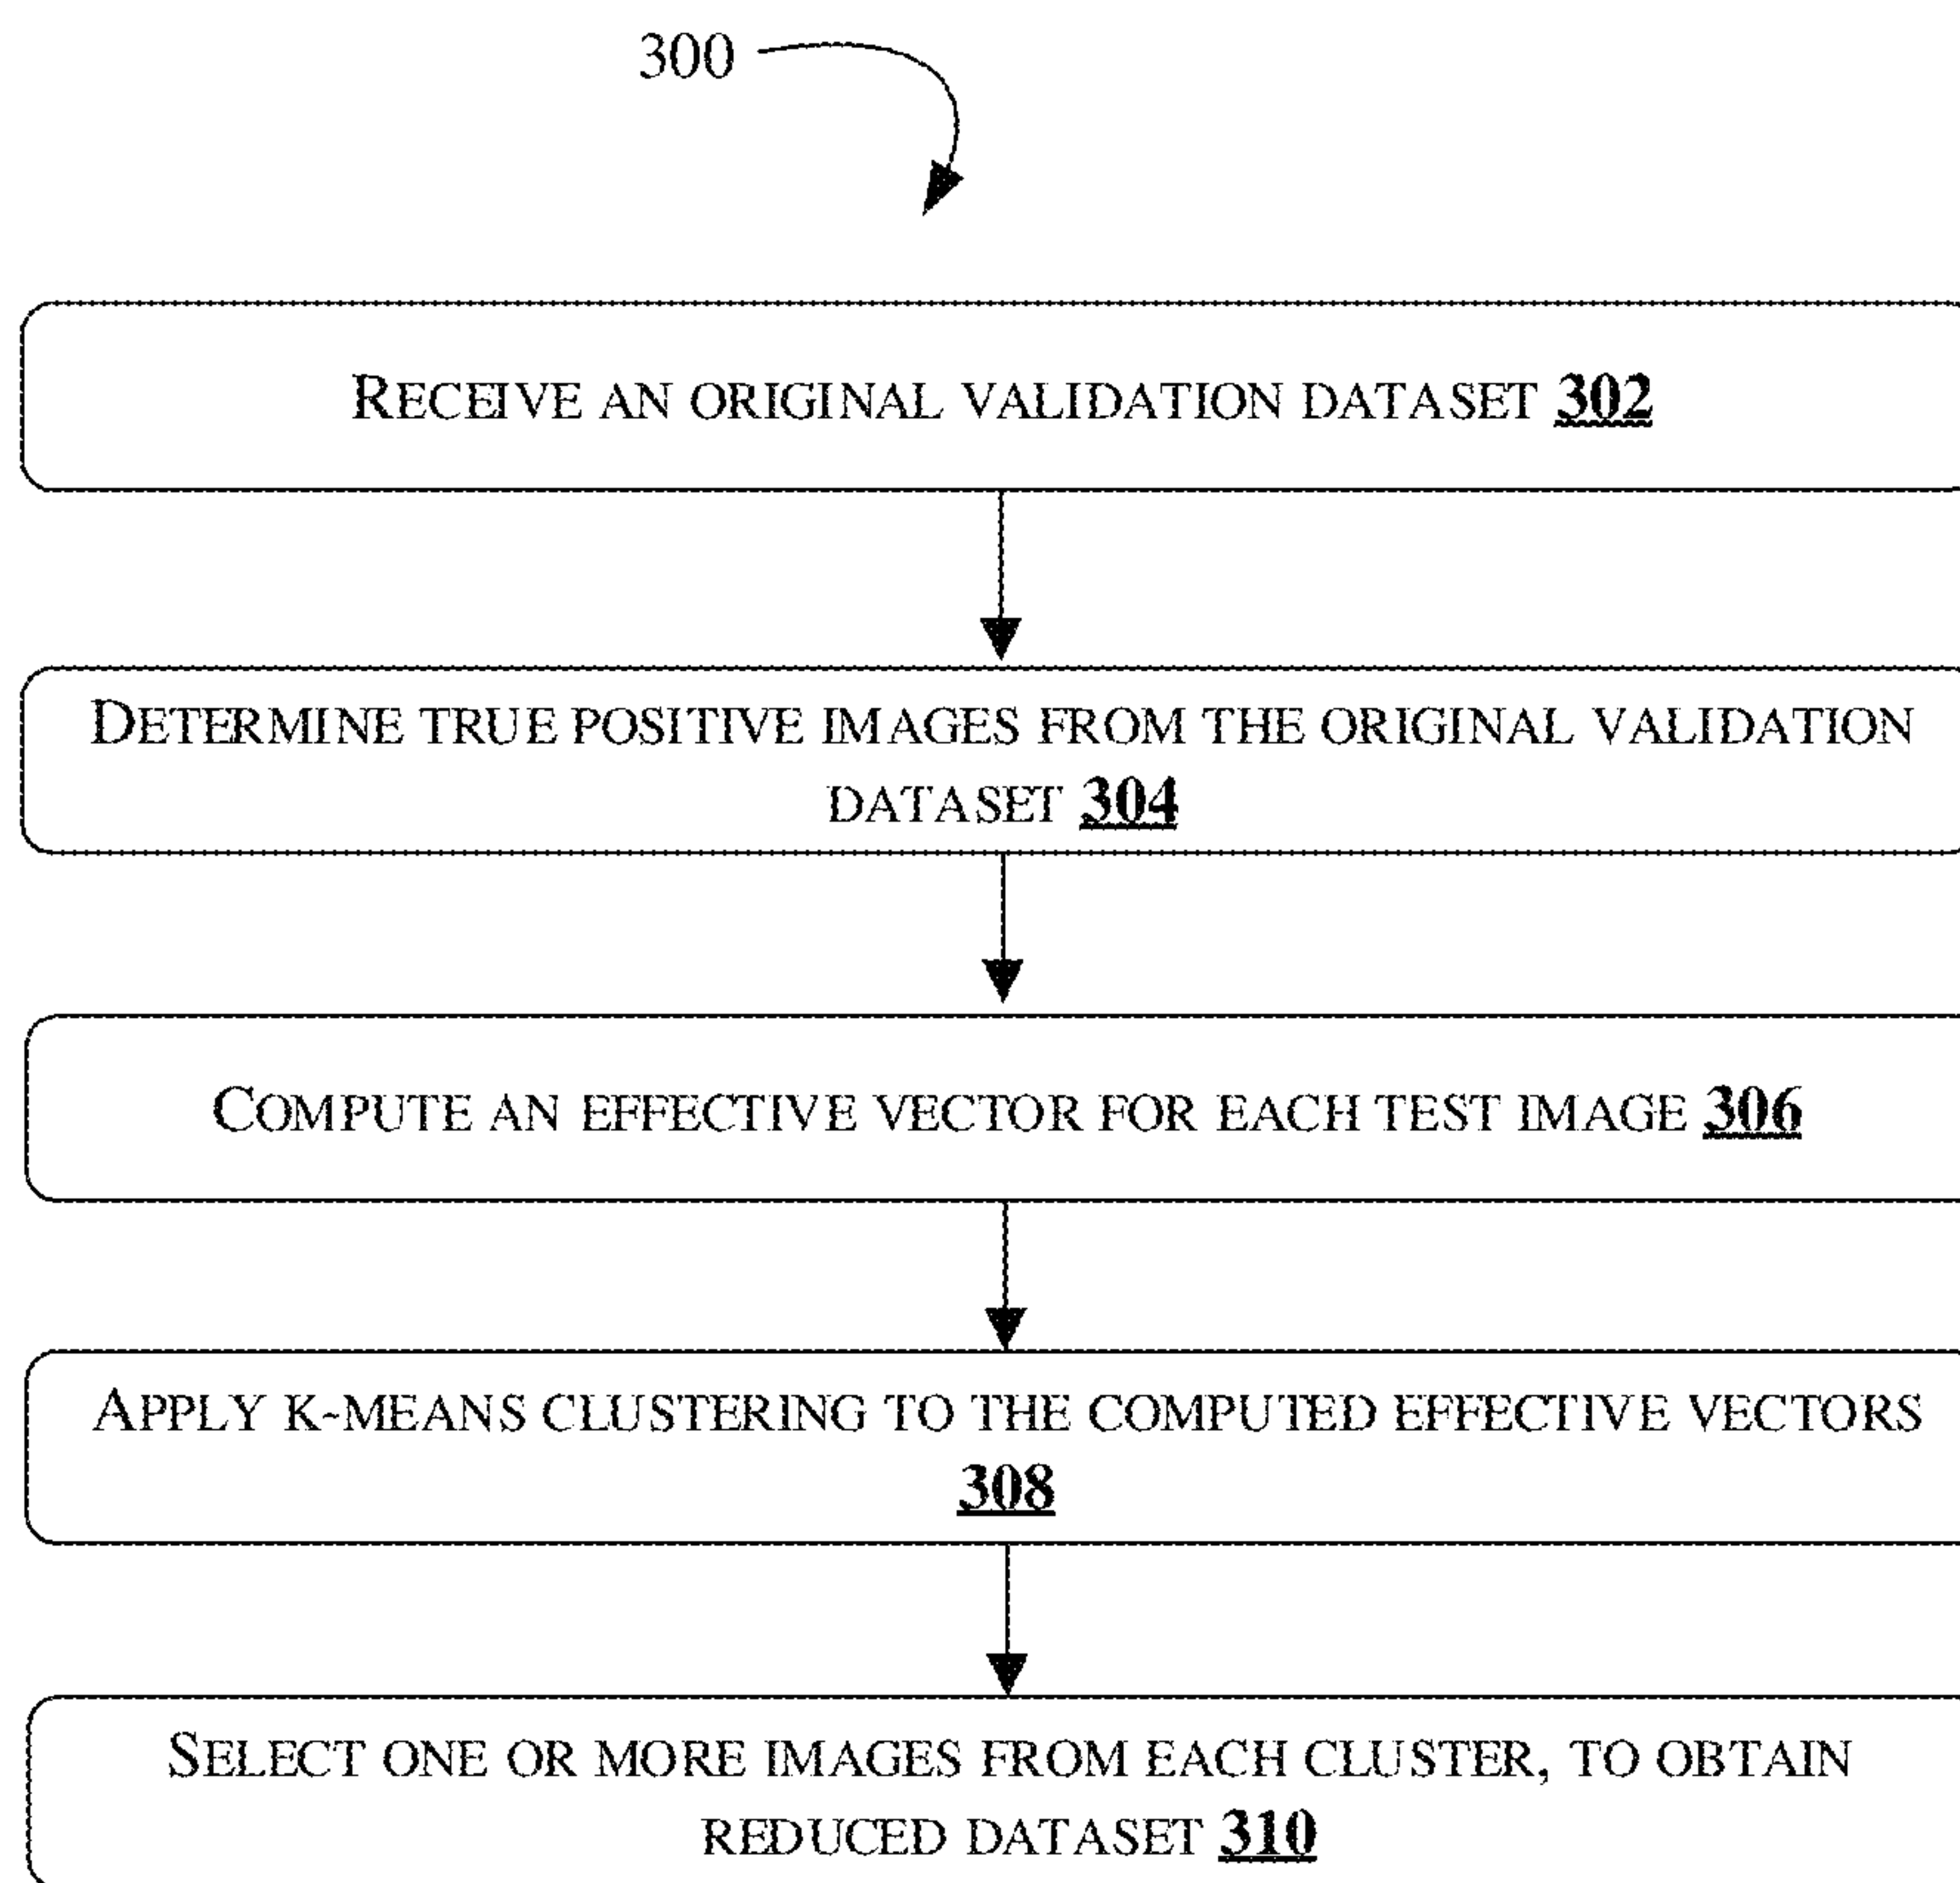 300
RECEIVE AN ORIGINAL VALIDATION DATASET 302
DETERMINE TRUE POSITIVE IMAGES FROM THE ORIGINAL VALIDATION
DATASET 304
COMPUTE AN EFFECTIVE VECTOR FOR EACH TEST IMAGE 306
APPLY K-MEANS CLUSTERING TO THE COMPUTED EFFECTIVE VECTORS
308
SELECT ONE OR MORE IMAGES FROM EACH CLUSTER, TO OBTAIN
REDUCED DATASET 310